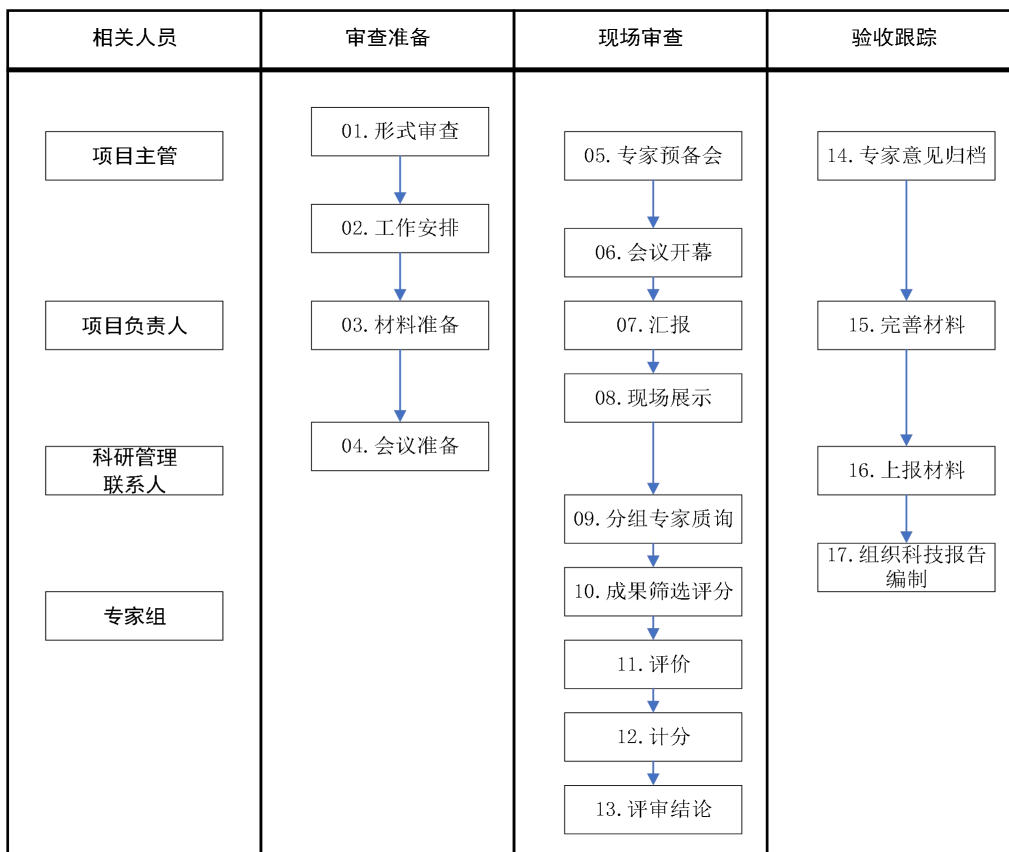 相关人员
审查准备
现场审查
验收跟踪
项目主管
项目负责人
科研管理
联系人
专家组
01.形式审查
02.工作安排
03.材料准备
04.会议准备
05.专家预备会
06.会议开幕
07.汇报
08.现场展示
09.分组专家质询
10.成果筛选评分
11.评价
12.计分
13.评审结论
14.专家意见归档
15.完善材料
16.上报材料
17.组织科技报告
编制